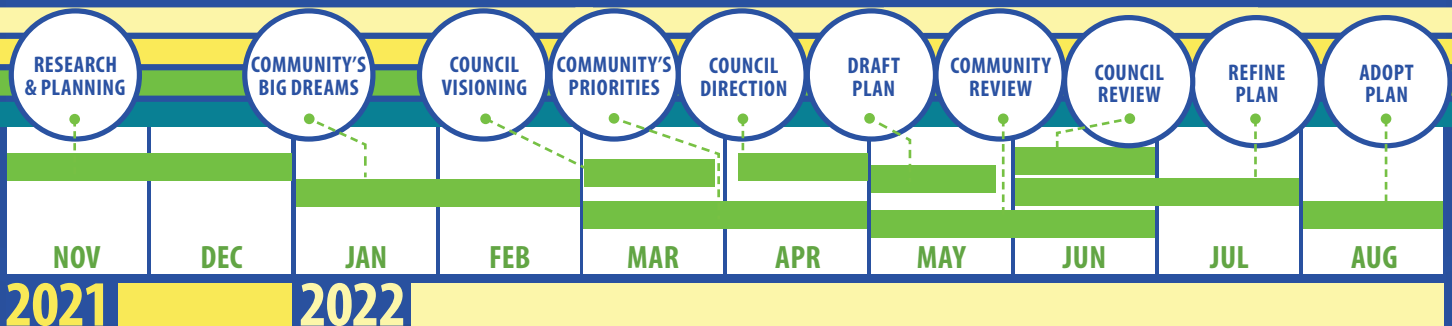 RESEARCH
& PLANNING
COMMUNITY'S
BIG DREAMS
COUNCIL
VISIONING
COMMUNITY'S
PRIORITIES
COUNCIL
DIRECTION
DRAFT
PLAN
COMMUNITY
REVIEW
COUNCIL
REVIEW
REFINE
PLAN
ADOPT
PLAN
NOV
DEC
JAN
FEB
MAR
APR
MAY
JUN
JUL
AUG
2021
2022